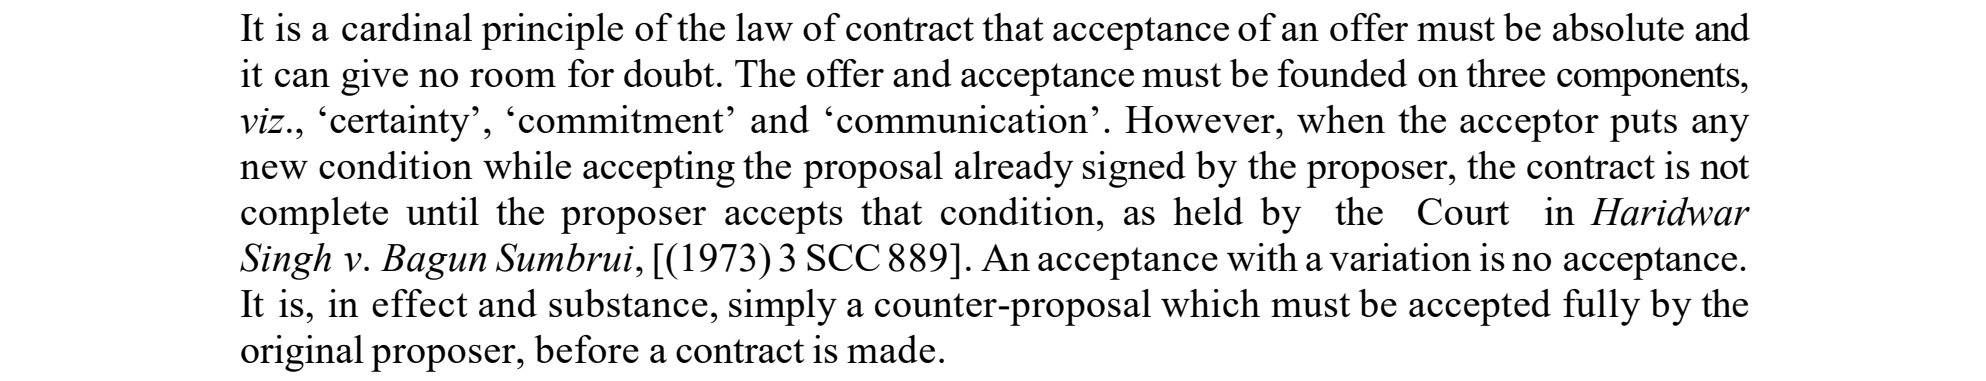 It is a cardinal principle of the law of contract that acceptance of an offer must be absolute and
it can give no room for doubt. The offer and acceptance must be founded on three components,
viz., ‘certainty’, ‘commitment’ and ‘communication’. However, when the acceptor puts any
new condition while accepting the proposal already signed by the proposer, the contract is not
complete until the proposer accepts that condition, as held by the Court in Haridwar
Singh v. Bagun Sumbrui, [(1973) 3 SCC 889]. An acceptance with a variation is no acceptance.
It is, in effect and substance, simply a counter-proposal which must be accepted fully by the
original proposer, before a contract is made.